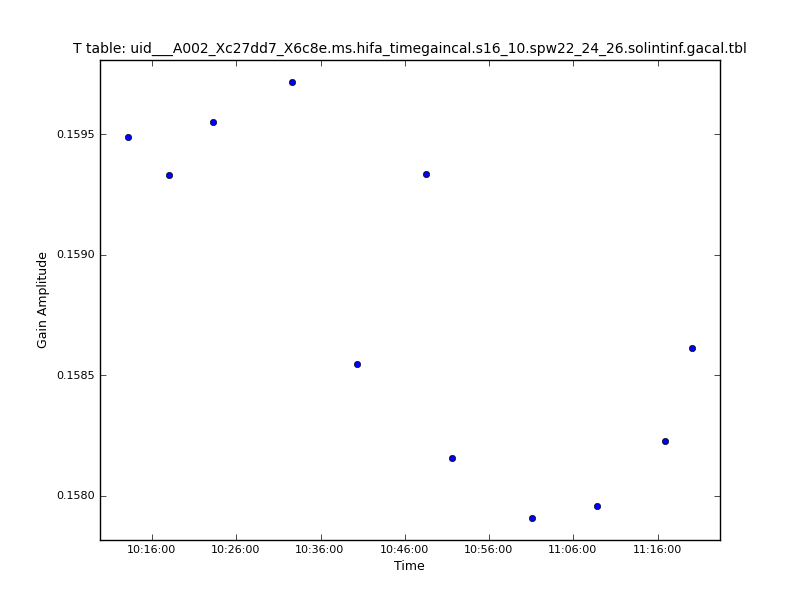 T table: uid___A002_Xc27dd7_X6c8e.ms.hifa_timegaincal.s16_10.spw22_24_26.solintinf.gacal.tbl
0.1595
0.1590
0.1585
0.1580
Gain Amplitude
10:16:00 10:26:00 10:36:00 10:46:00 10:56:00 11:06:00 11:16:00
Time